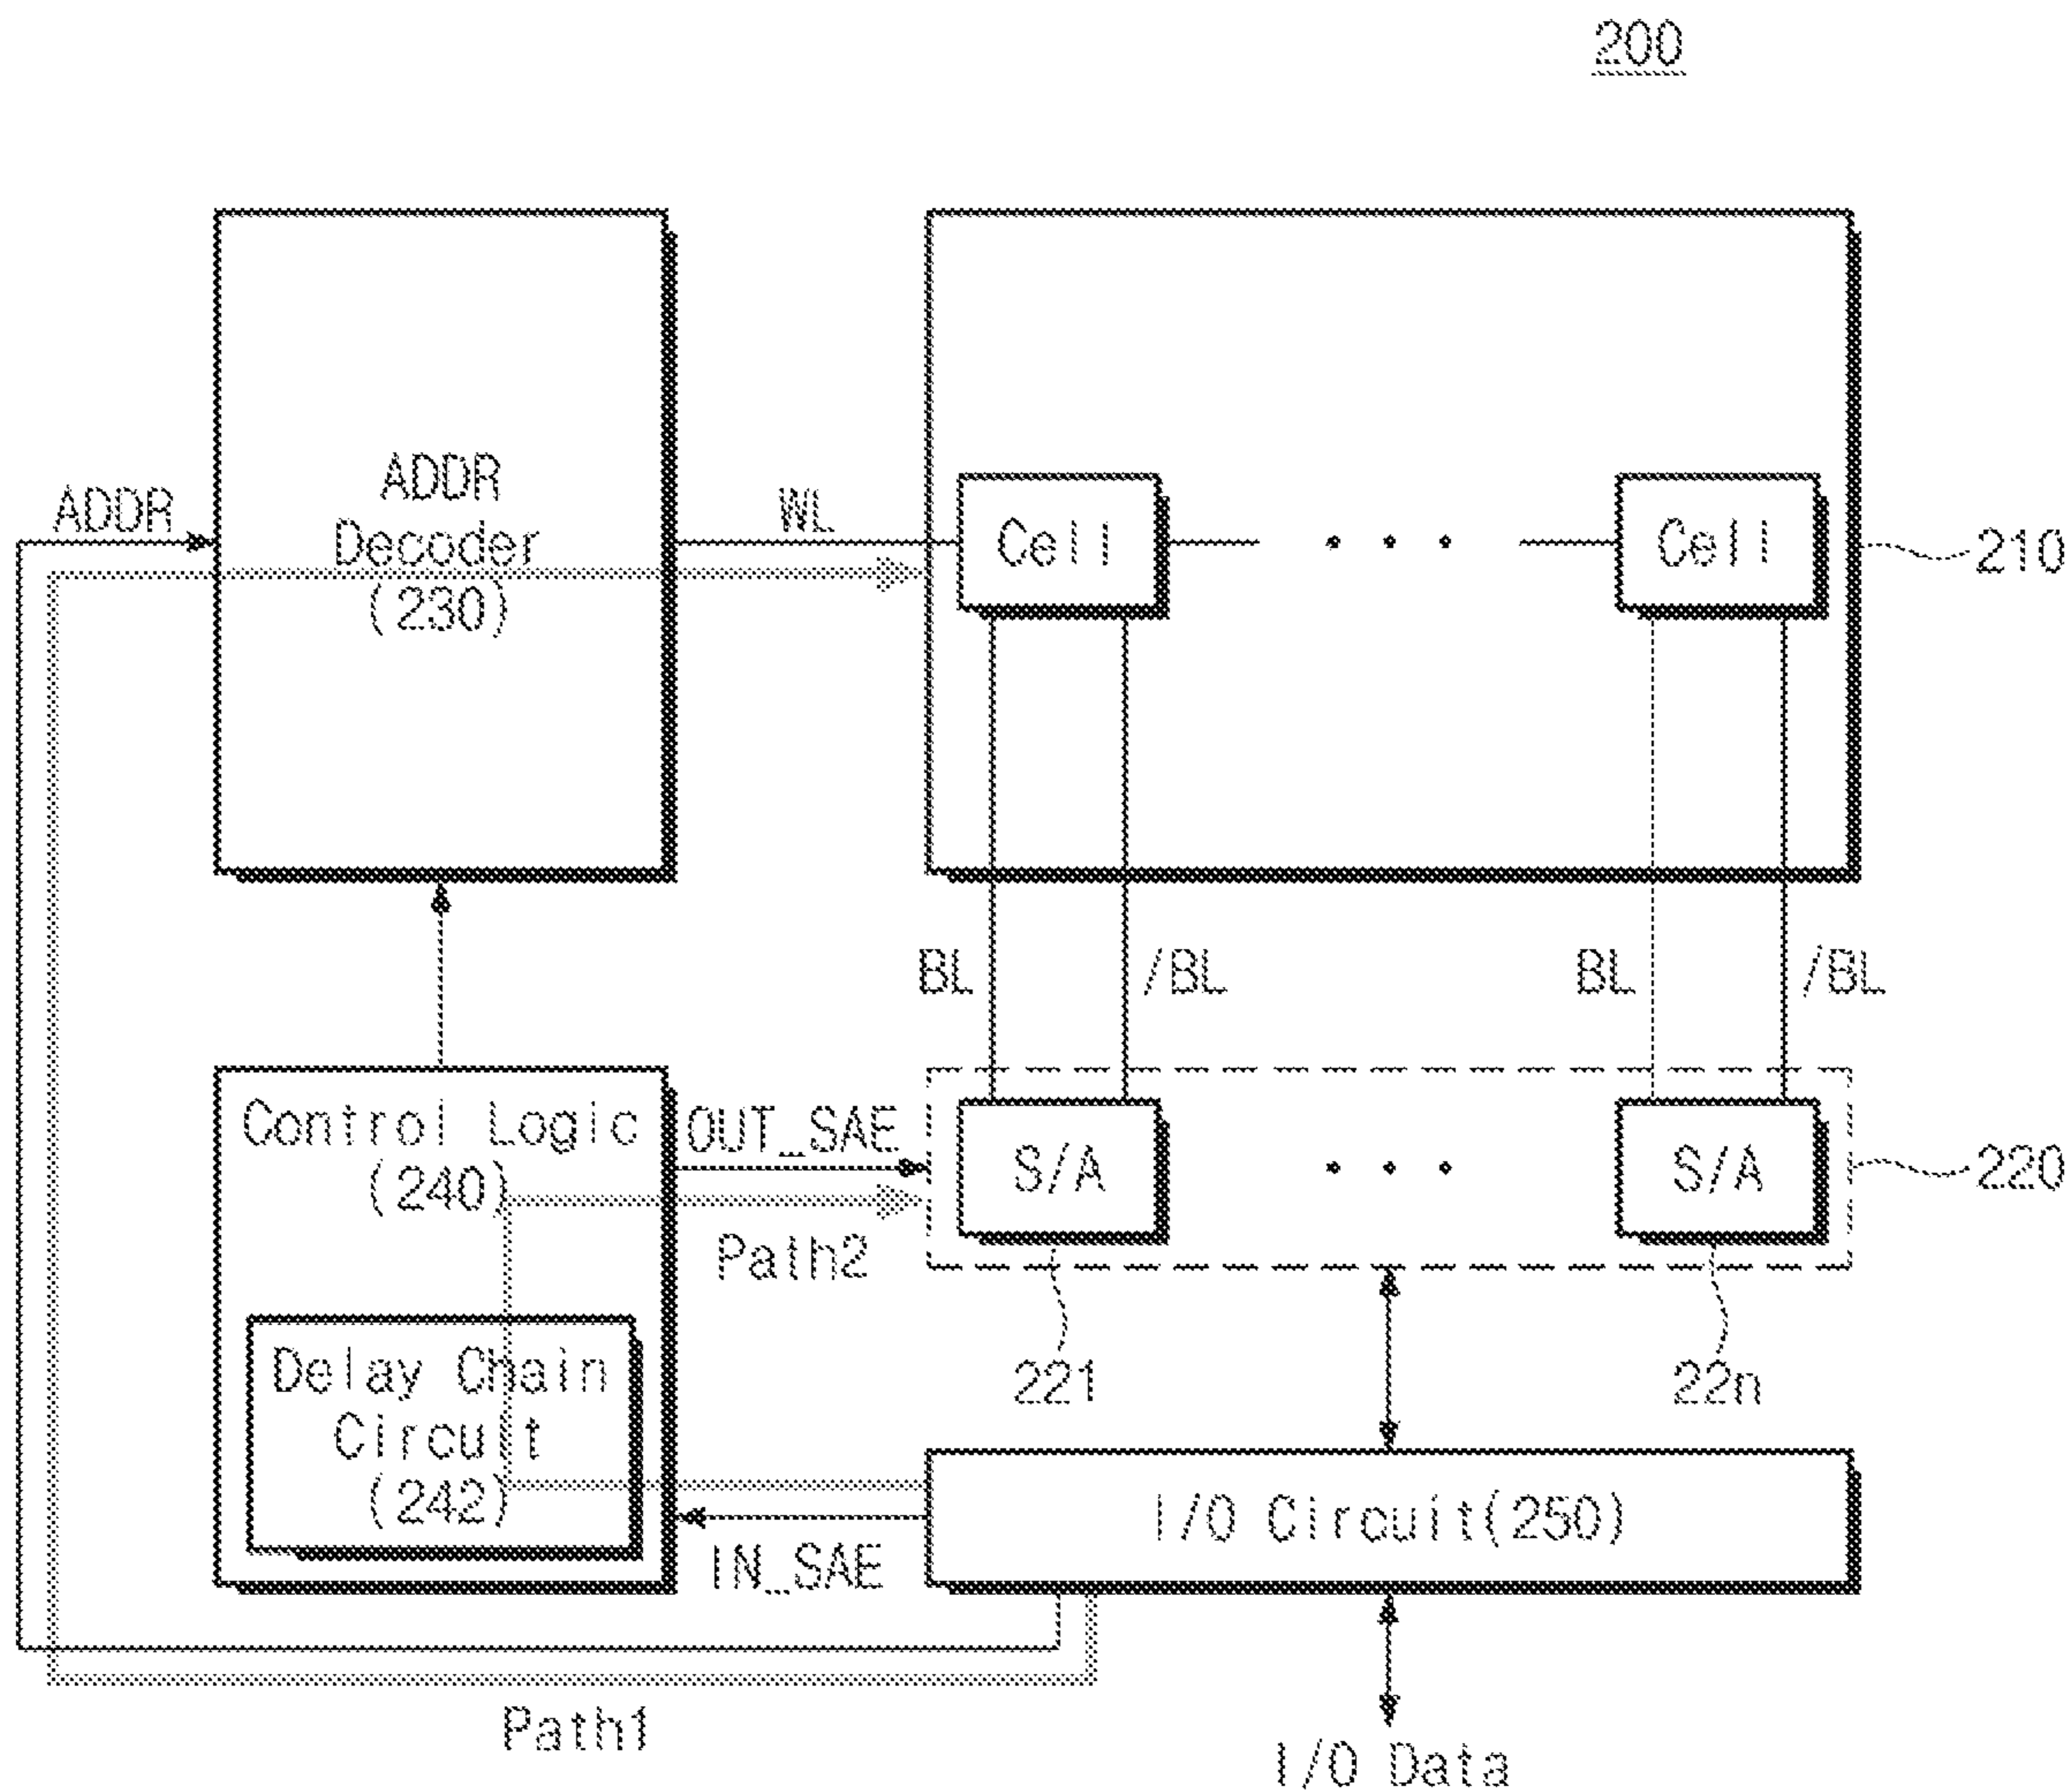 200
ADDR
ADDR
Decoder
(230)
WL
Cell
. . .
Cell
210
BL
/BL
BL
/BL
Control Logic
(240)
OUT_SAE
Path2
S/A
. . .
S/A
220
221
22n
Delay Chain
Circuit
(242)
IN_SAE
I/O Circuit(250)
Path1
I/O Data